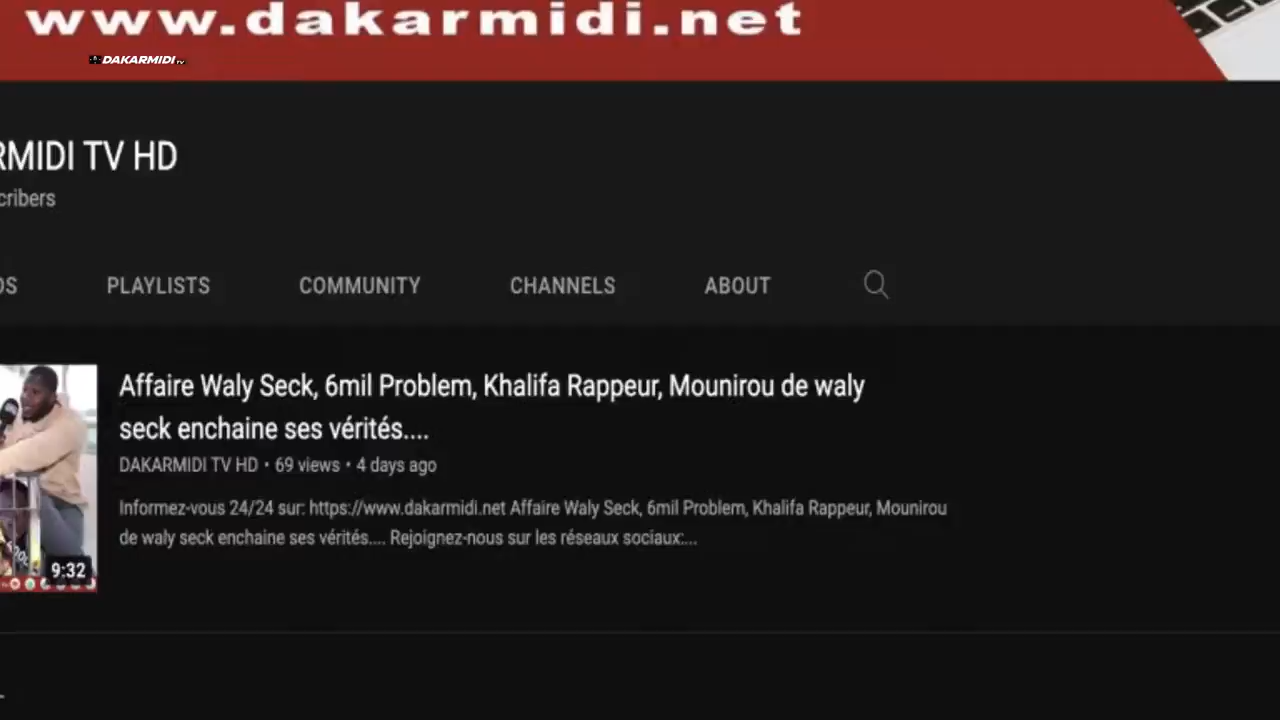 www.dakarmidi.net
DAKARMIDI TV
RMIDI TV HD
cribers
PLAYLISTS COMMUNITY CHANNELS ABOUT
Affaire Waly Seck, 6mil Problem, Khalifa Rappeur, Mounirou de waly
seck enchaine ses vérités....
DAKARMIDI TV HD • 69 views • 4 days ago
Informez-vous 24/24 sur: https://www.dakarmidi.net Affaire Waly Seck, 6mil Problem, Khalifa Rappeur, Mounirou
de waly seck enchaine ses vérités.... Rejoignez-nous sur les réseaux sociaux:...
9:32